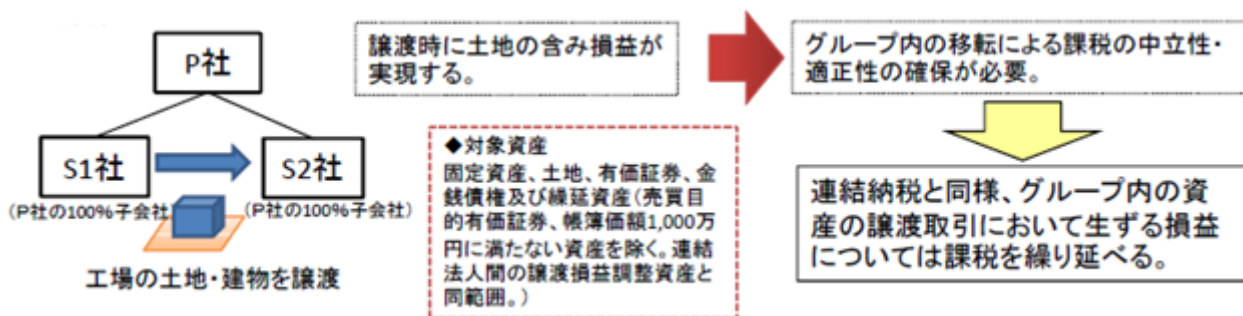 P社
S1社
S2社
(P社の100%子会社)
(P社の100%子会社)
工場の土地・建物を譲渡
譲渡時に土地の含み損益が
実現する。
◆対象資産
固定資産、土地、有価証券、金
銭債権及び繰延資産(売買目
的有価証券、帳簿価額1,000万
円に満たない資産を除く。連結
法人間の譲渡損益調整資産と
同範囲。)
グループ内の移転による課税の中立性・
適正性の確保が必要。
連結納税と同様、グループ内の資
産の譲渡取引において生ずる損益
については課税を繰り延べる。